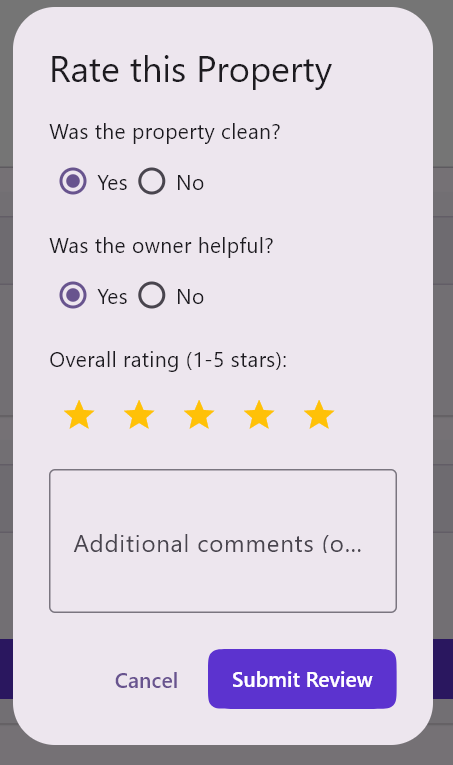 Rate this Property
Was the property clean?
Yes No
Was the owner helpful?
Yes No
Overall rating (1-5 stars):
Additional comments (o...
Cancel Submit Review